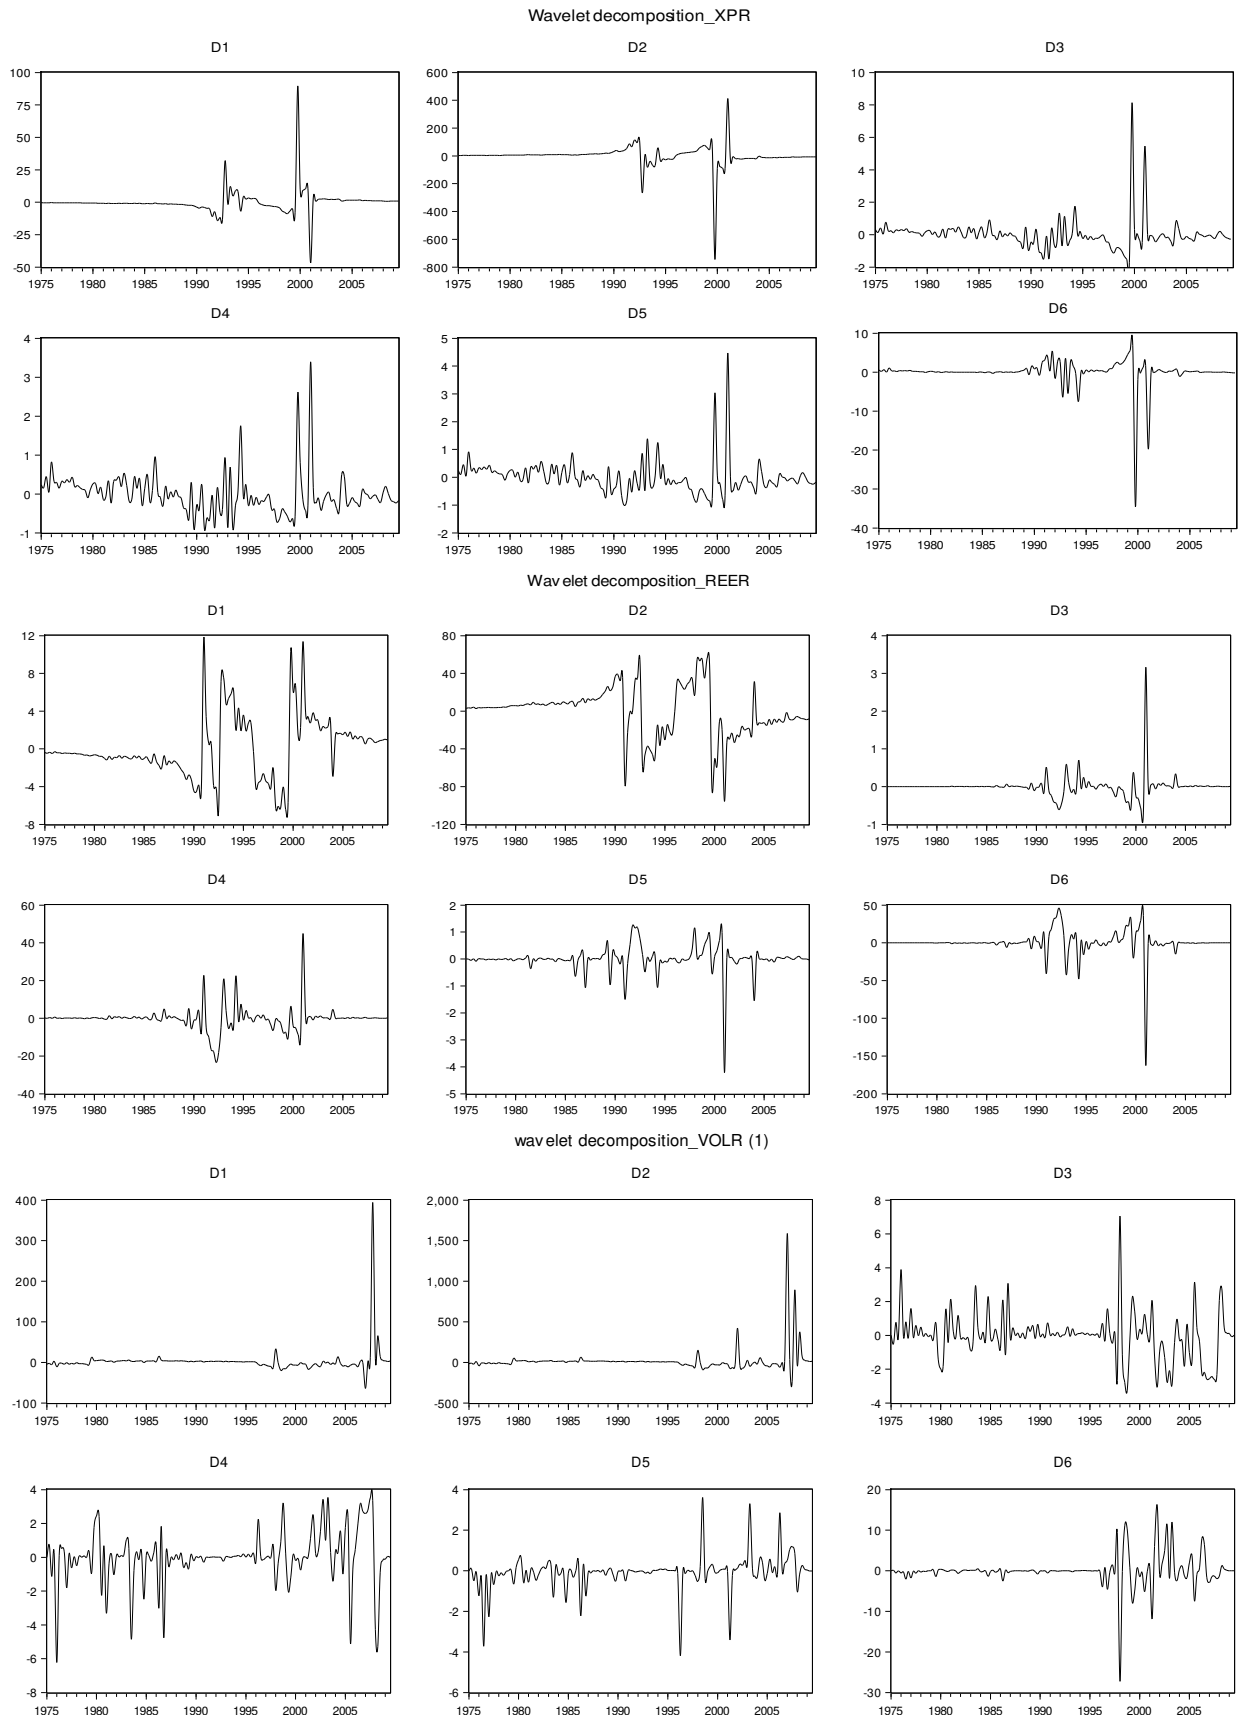 Wavelet decomposition_XPR
D1 D2 D3
100 600 10
75 400 8
50 200 6
25 0 4
0 -200 2
-25 -400 0
-50 -600 -2
-800
1975 1980 1985 1990 1995 2000 2005 1975 1980 1985 1990 1995 2000 2005 1975 1980 1985 1990 1995 2000 2005
D4 D5 D6
4 5 10
3 4 0
2 3 -10
1 2 -20
0 1 -30
-1 0 -40
-1
-2
1975 1980 1985 1990 1995 2000 2005 1975 1980 1985 1990 1995 2000 2005 1975 1980 1985 1990 1995 2000 2005
Wavelet decomposition_REER
D1 D2 D3
12 80 4
8 40 3
4 0 2
0 -40 1
-4 -80 0
-8 -120 -1
1975 1980 1985 1990 1995 2000 2005 1975 1980 1985 1990 1995 2000 2005 1975 1980 1985 1990 1995 2000 2005
D4 D5 D6
60 2 50
40 1 0
20 0 -50
0 -1 -100
-20 -2 -150
-40 -3 -200
-4
-5
1975 1980 1985 1990 1995 2000 2005 1975 1980 1985 1990 1995 2000 2005 1975 1980 1985 1990 1995 2000 2005
wavelet decomposition_VOLR (1)
D1 D2 D3
400 2,000 8
300 1,500 6
200 1,000 4
100 500 2
0 0 0
-100 -500 -2
-4
1975 1980 1985 1990 1995 2000 2005 1975 1980 1985 1990 1995 2000 2005 1975 1980 1985 1990 1995 2000 2005
D4 D5 D6
4 4 20
2 2 10
0 0 0
-2 -2 -10
-4 -4 -20
-6 -6 -30
-8
1975 1980 1985 1990 1995 2000 2005 1975 1980 1985 1990 1995 2000 2005 1975 1980 1985 1990 1995 2000 2005